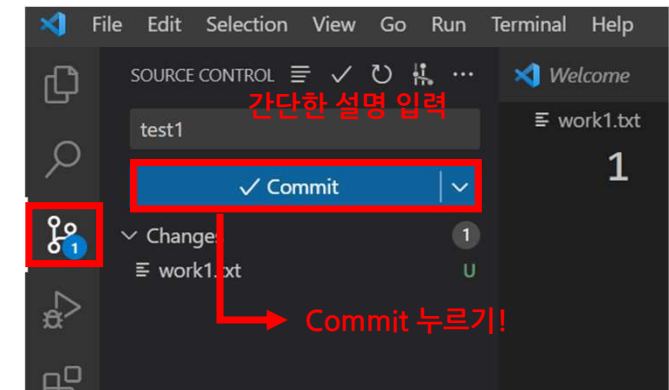 File Edit Selection View Go Run Terminal Help
SOURCE CONTROL
Welcome
간단한 설명 입력
test1
work1.txt
1
Commit
1
Changes
1
work1.txt
U
Commit 누르기!